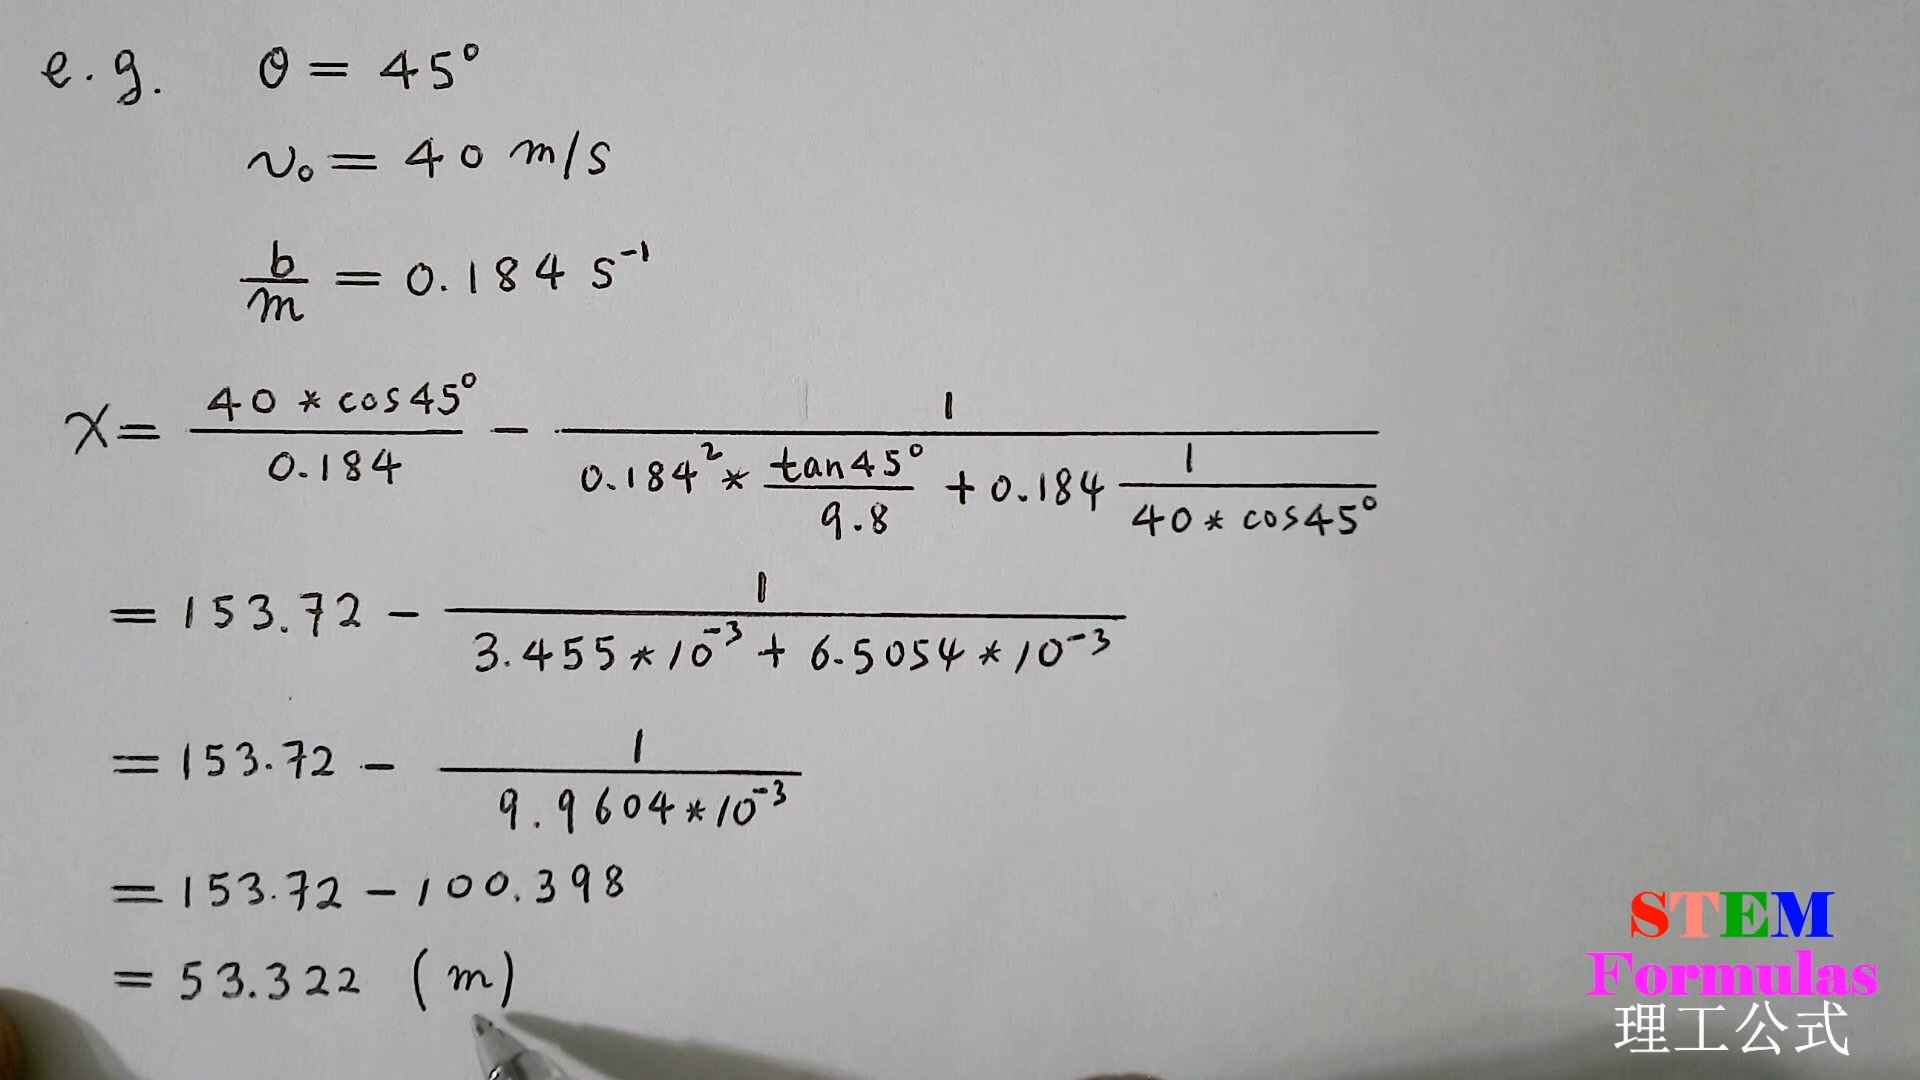 e.g. θ = 45°
v₀ = 40 m/s
b/m = 0.184 s⁻¹
x = (40 * cos45°)/0.184 - 1/(0.184² * tan45°/9.8 + 0.184 1/(40 * cos45°))
= 153.72 - 1/(3.455*10⁻³ + 6.5054*10⁻³)
= 153.72 - 1/(9.9604*10⁻³)
= 153.72 - 100.398
= 53.322 (m)
STEM
Formulas
理工公式